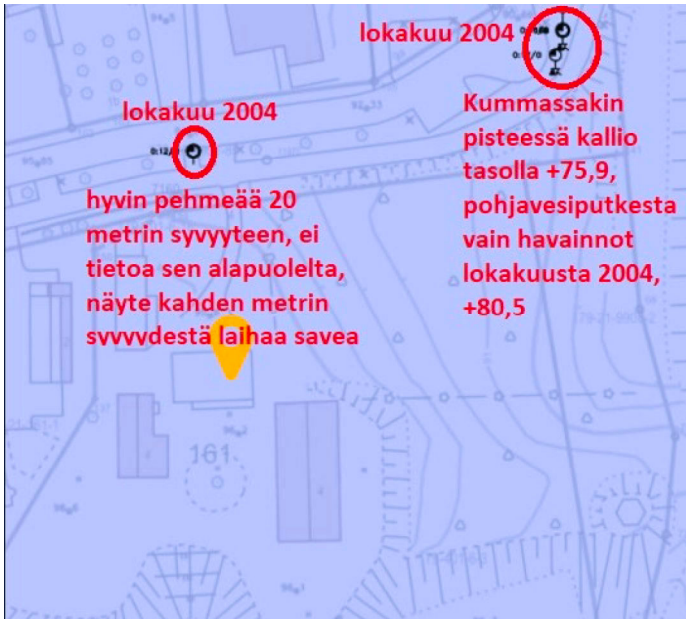 lokakuu 2004
Kummassakin
pisteessä kallio
tasolla +75,9,
pohjavesiputkesta
vain havainnot
lokakuusta 2004,
+80,5
lokakuu 2004
hyvin pehmeää 20
metrin syvyyteen, ei
tietoa sen alapuolelta,
näyte kahden metrin
syvyydestä laihaa savea
161